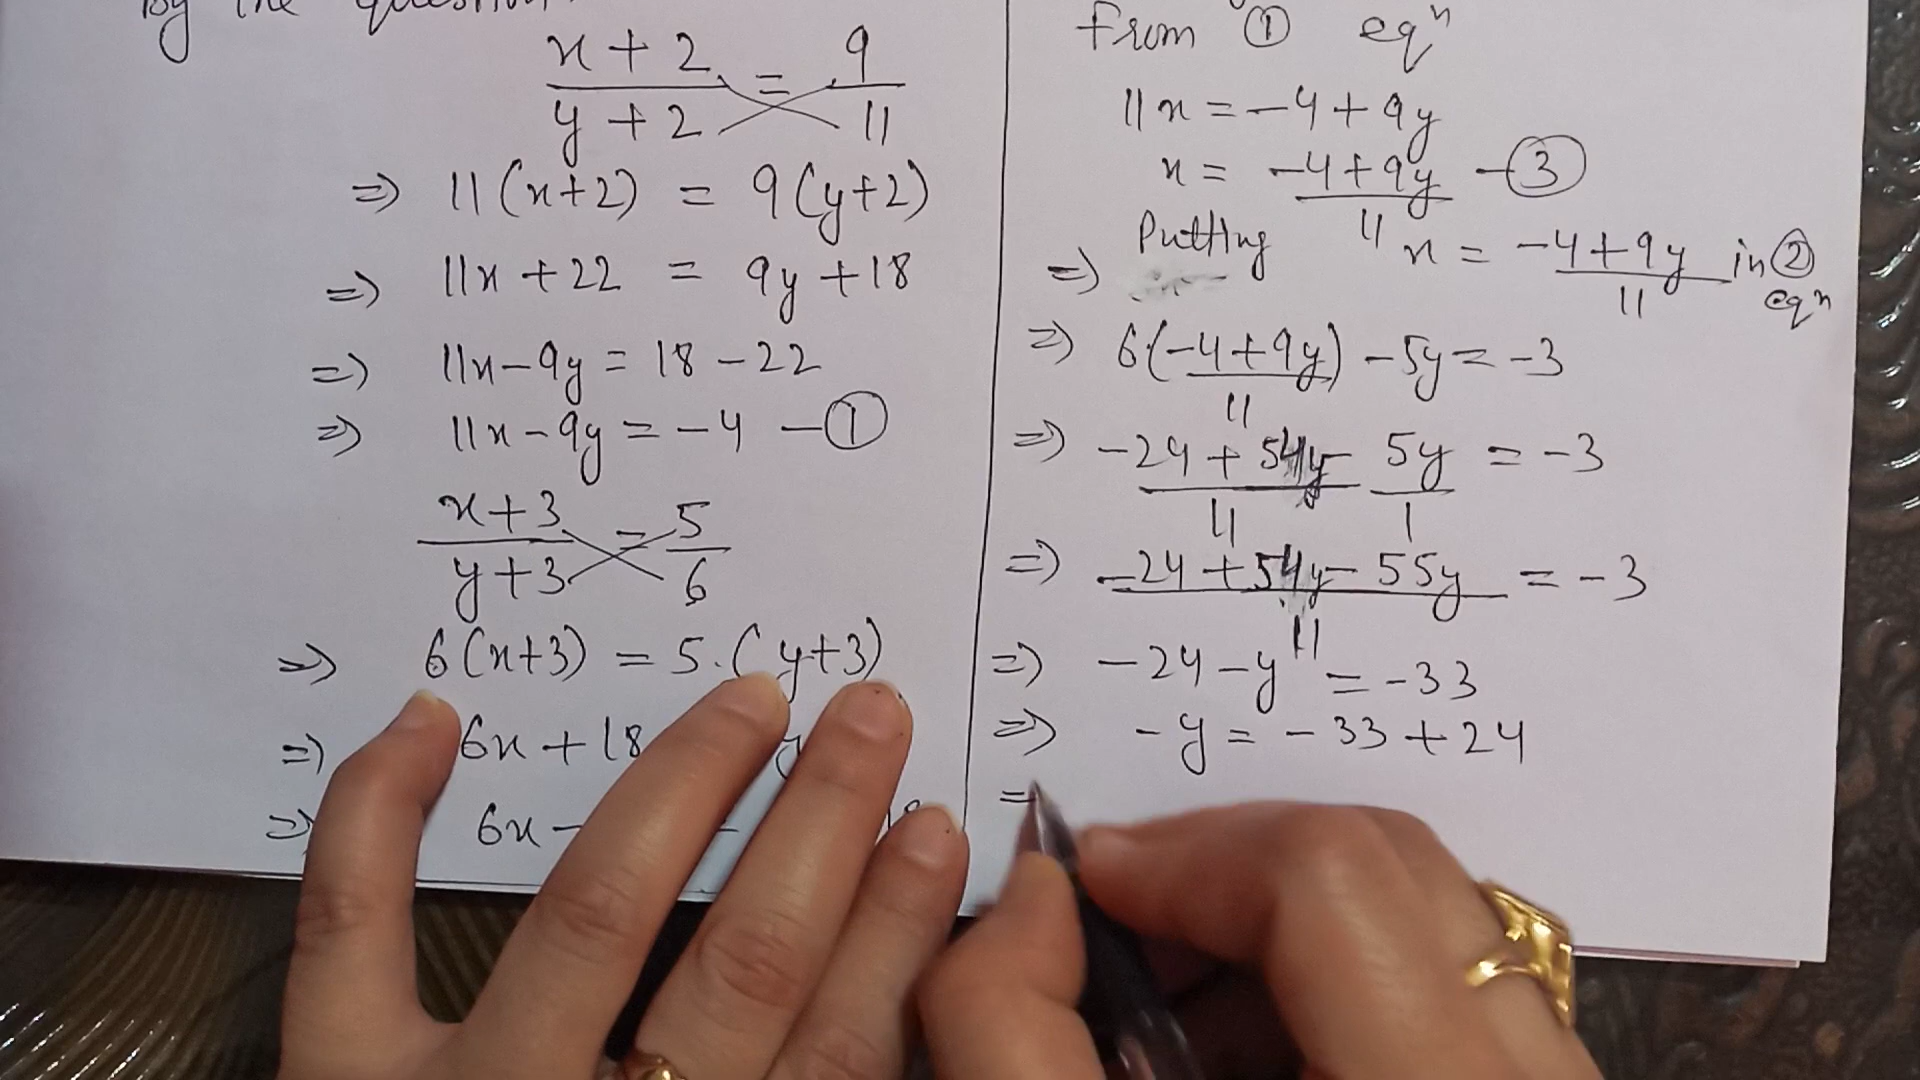 By the question
x+2/y+2 = 9/11
=> 11(x+2) = 9(y+2)
=> 11x+22 = 9y+18
=> 11x-9y = 18-22
=> 11x-9y = -4 -①
x+3/y+3 = 5/6
=> 6(x+3) = 5.(y+3)
=> 6x+18
=> 6x-
From ① eqⁿ
11x = -4+9y
x = -4+9y/11 -③
=> Putting x = -4+9y/11 in ② eqⁿ
=> 6(-4+9y/11) -5y = -3
=> -24+54y/11 - 5y/1 = -3
=> -24+54y-55y/11 = -3
=> -24-y = -33
=> -y = -33+24
=